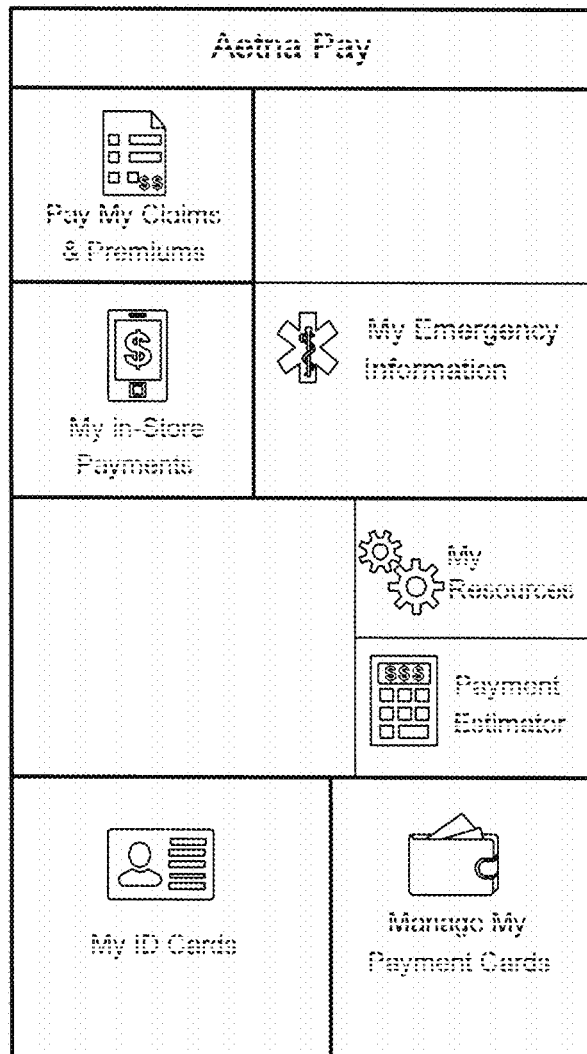 Aetna Pay
$$
Pay My Claims
& Premiums
$
My In-Store
Payments
My Emergency
Information
My
Resources
$$$
Payment
Estimator
My ID Cards
Manage My
Payment Cards